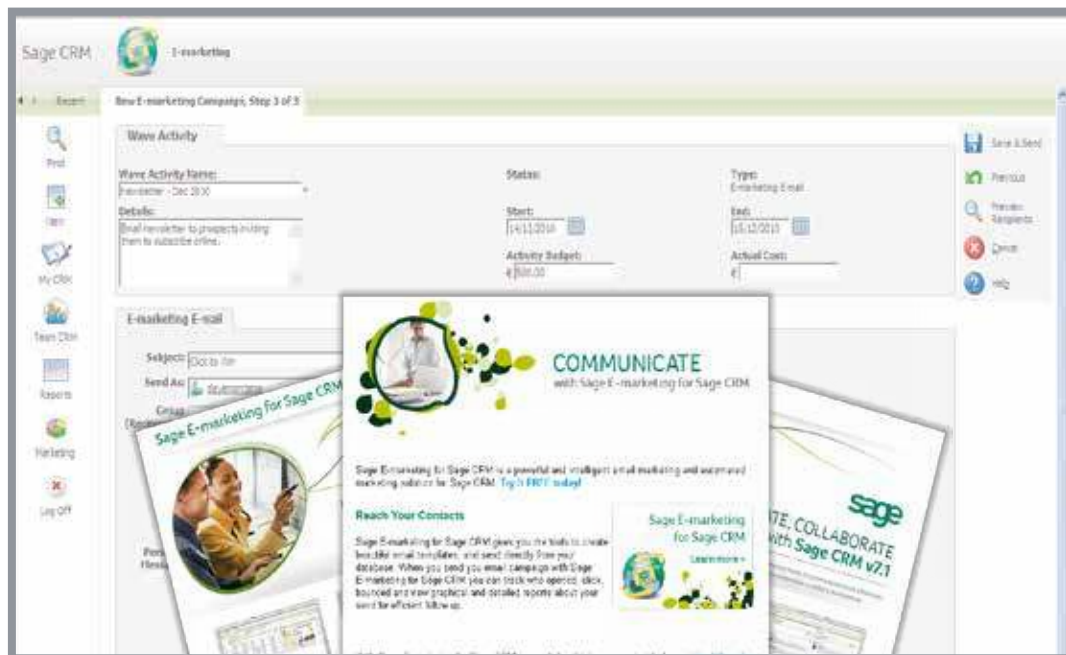 Sage CRM
E-marketing
Recent
New E-marketing Campaign, Step 3 of 3
Find
New
My CRM
Team CRM
Reports
Marketing
Log Off
Wave Activity
Wave Activity Name:
Newsletter - Dec 2010
Details:
Email newsletter to prospects inviting
them to subscribe online.
Status:
Type:
E-marketing E-mail
Start:
14/12/2010
End:
15/12/2010
Activity Budget:
€ 500.00
Actual Cost:
€
Save & Send
Previous
Preview
Recipients
Cancel
Help
E-marketing E-mail
Subject:
Send As:
Group
Sage E-marketing for Sage CRM
COMMUNICATE
with Sage E-marketing for Sage CRM
Sage E-marketing for Sage CRM is a powerful and intelligent email marketing and automated
marketing solution for Sage CRM. Try it FREE today!
Reach Your Contacts
Sage E-marketing for Sage CRM gives you the tools to create
beautiful email templates, and send directly from your
database. When you send you email campaign with Sage
E-marketing for Sage CRM you can track who opened, click,
bounced and view graphical and detailed reports about your
send for efficient follow up.
Sage E-marketing
for Sage CRM
Learn more »
sage
TE, COLLABORATE
with Sage CRM v7.1